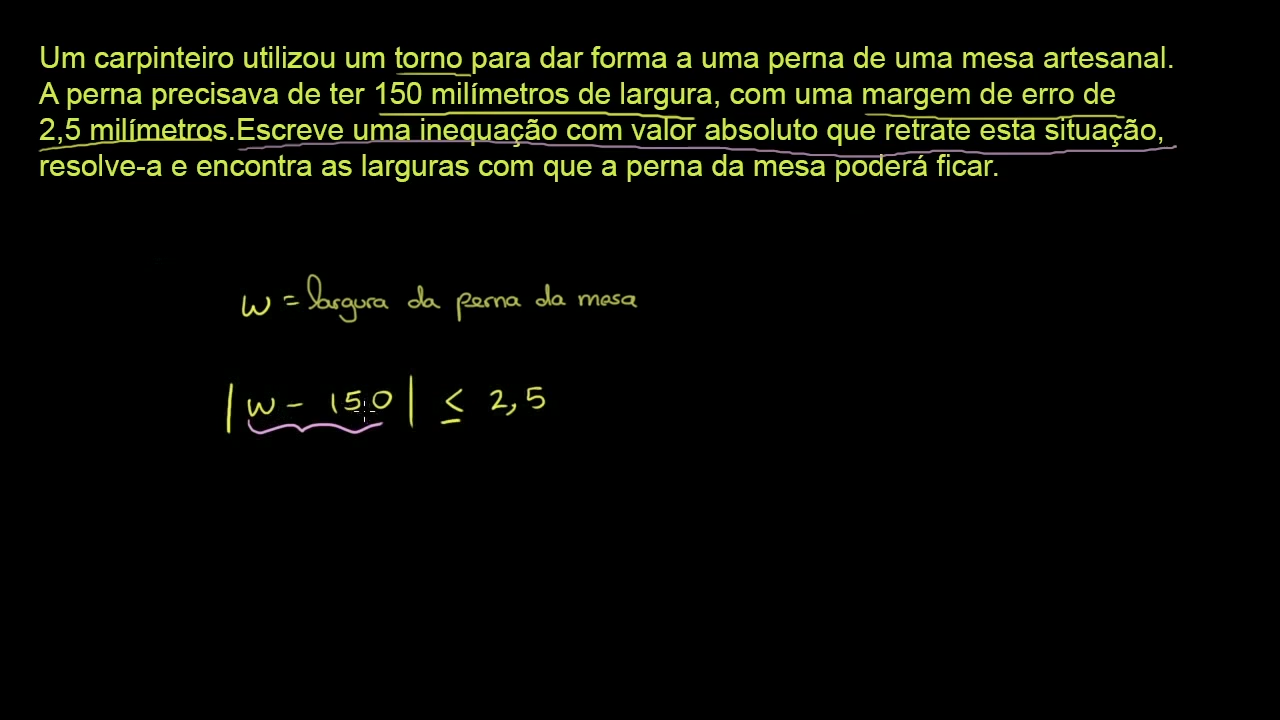 Um carpinteiro utilizou um torno para dar forma a uma perna de uma mesa artesanal.
A perna precisava de ter 150 milímetros de largura, com uma margem de erro de
2,5 milímetros.Escreve uma inequação com valor absoluto que retrate esta situação,
resolve-a e encontra as larguras com que a perna da mesa poderá ficar.
w = largura da perna da mesa
|w - 150| ≤ 2,5